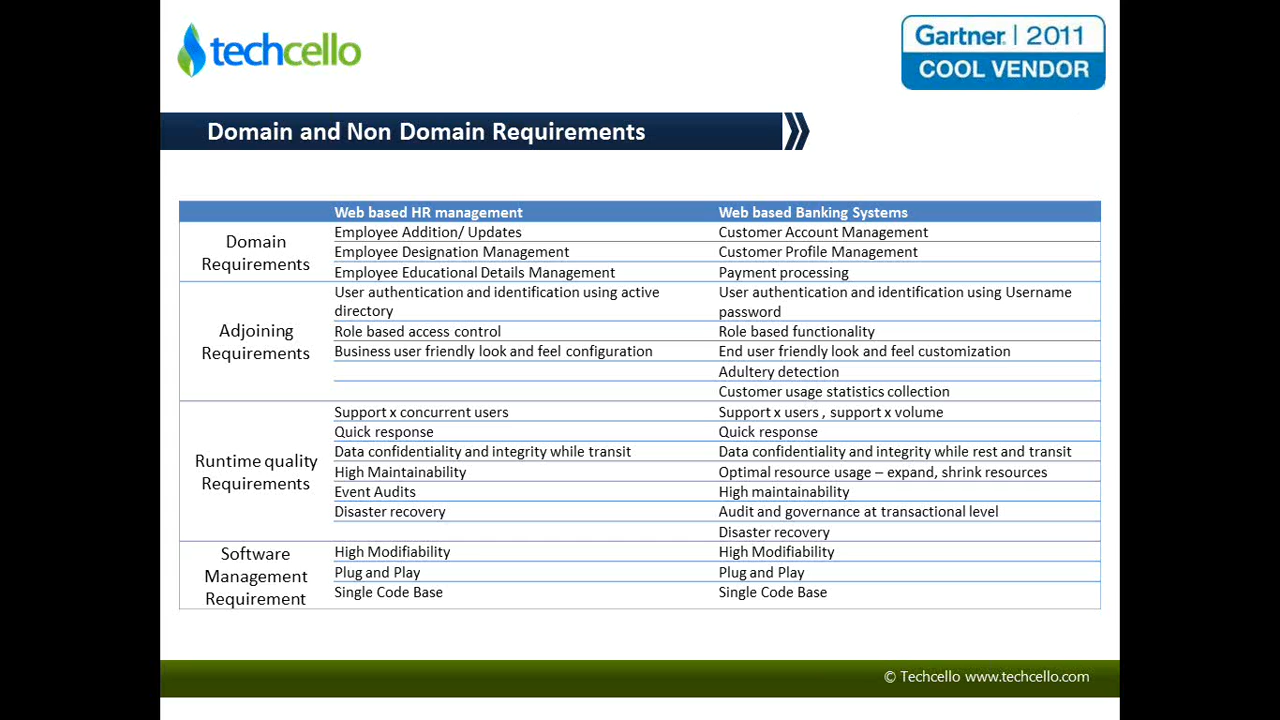 techcello
Gartner. | 2011
COOL VENDOR
Domain and Non Domain Requirements
Web based HR management Web based Banking Systems
Domain Requirements
Employee Addition/ Updates Customer Account Management
Employee Designation Management Customer Profile Management
Employee Educational Details Management Payment processing
Adjoining Requirements
User authentication and identification using active directory User authentication and identification using Username password
Role based access control Role based functionality
Business user friendly look and feel configuration End user friendly look and feel customization
Adultery detection
Customer usage statistics collection
Runtime quality Requirements
Support x concurrent users Support x users , support x volume
Quick response Quick response
Data confidentiality and integrity while transit Data confidentiality and integrity while rest and transit
High Maintainability Optimal resource usage – expand, shrink resources
Event Audits High maintainability
Disaster recovery Audit and governance at transactional level
Disaster recovery
Software Management Requirement
High Modifiability High Modifiability
Plug and Play Plug and Play
Single Code Base Single Code Base
© Techcello www.techcello.com